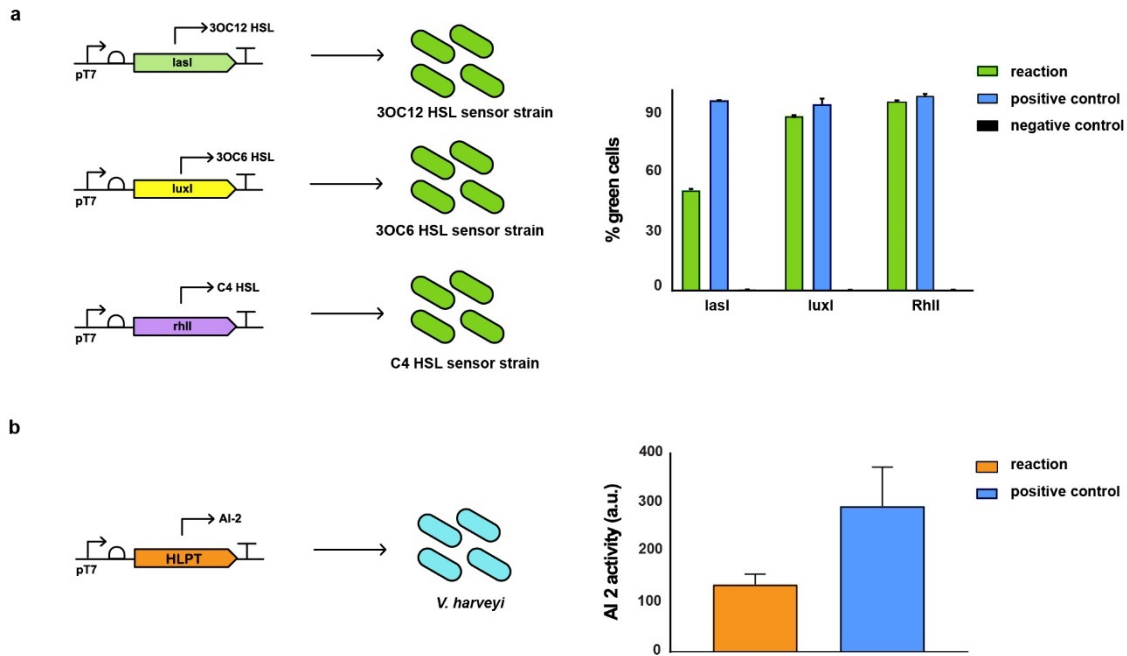 a
3OC12 HSL
lasI
pT7
3OC12 HSL sensor strain
3OC6 HSL
luxI
pT7
3OC6 HSL sensor strain
C4 HSL
rhlI
pT7
C4 HSL sensor strain
reaction
positive control
negative control
% green cells
90
60
30
0
lasI
luxI
RhlI
b
AI-2
HLPT
pT7
V. harveyi
reaction
positive control
AI 2 activity (a.u.)
400
300
200
100
0